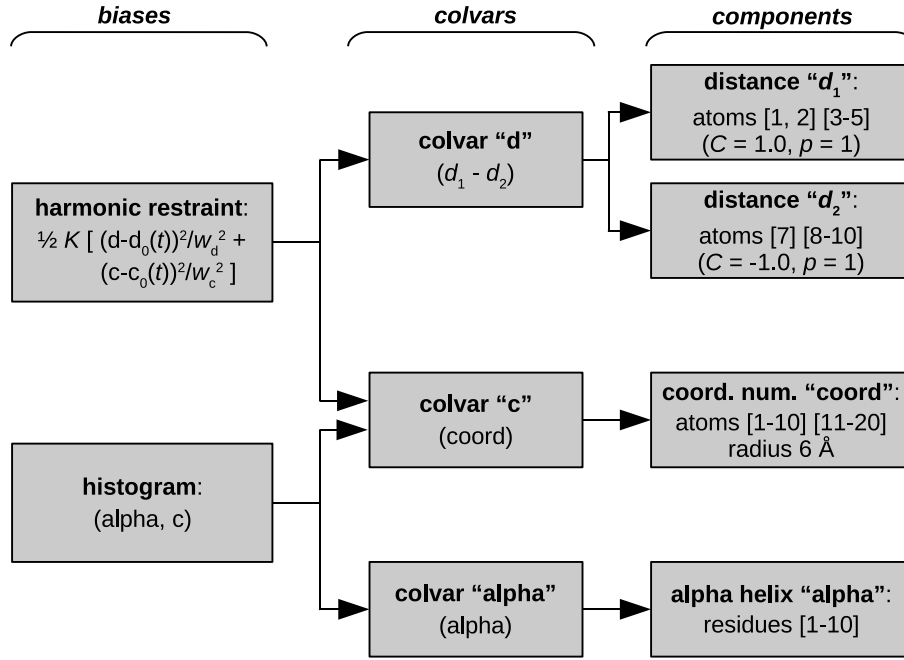 biases
colvars
components
harmonic restraint:
½ K [ (d-d₀(t))²/w_d² +
(c-c₀(t))²/w_c² ]
histogram:
(alpha, c)
colvar “d”
(d₁ - d₂)
colvar “c”
(coord)
colvar “alpha”
(alpha)
distance “d₁”:
atoms [1, 2] [3-5]
(C = 1.0, p = 1)
distance “d₂”:
atoms [7] [8-10]
(C = -1.0, p = 1)
coord. num. “coord”:
atoms [1-10] [11-20]
radius 6 Å
alpha helix “alpha”:
residues [1-10]